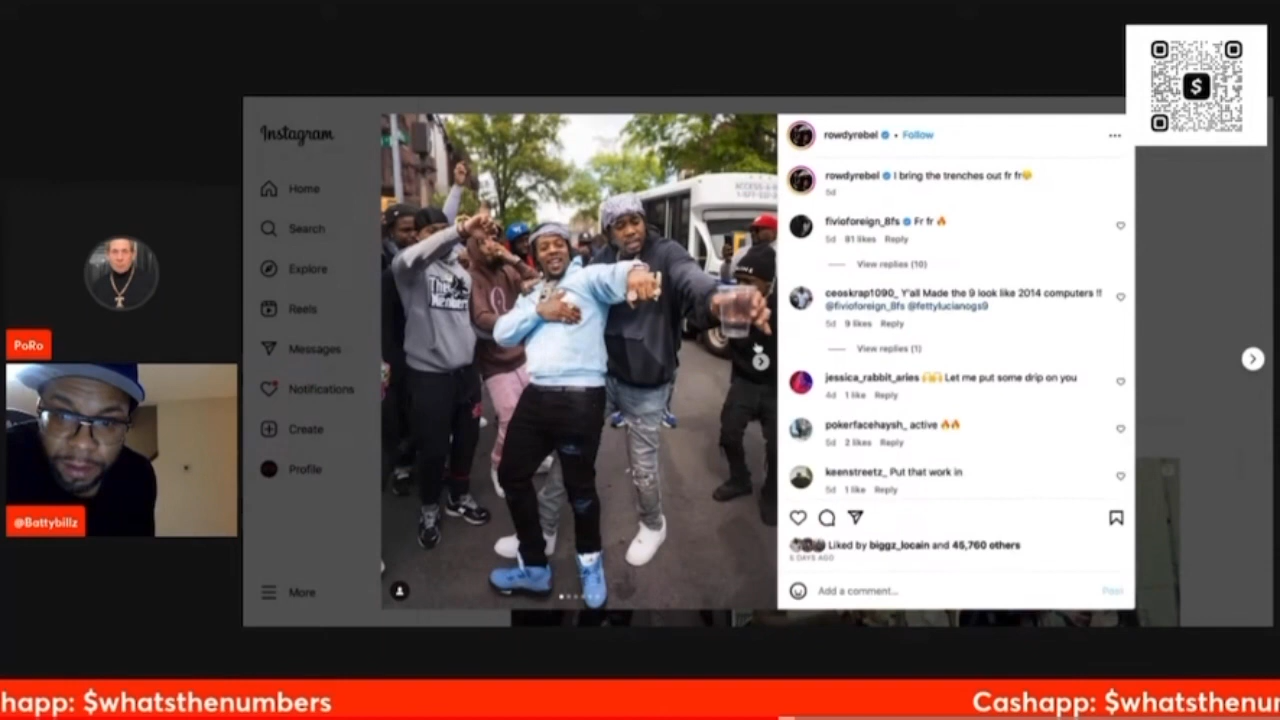 Instagram
Home
Search
Explore
Reels
Messages
Notifications
Create
Profile
More
PoRo
@Battybillz
rowdyrebel • Follow
rowdyrebel I bring the trenches out fr fr
5d
fivioforeign_8fs Fr fr 🔥
5d 81 likes Reply
View replies (10)
ceoskrap1090_ Y'all Made the 9 look like 2014 computers !!
@fivioforeign_8fs @fettylucianogs9
5d 9 likes Reply
View replies (1)
jessica_rabbit_aries 🙌🙌 Let me put some drip on you
4d 1 like Reply
pokerfacehaysh_ active 🔥🔥
5d 2 likes Reply
keenstreetz_ Put that work in
5d 1 like Reply
Liked by biggz_locain and 45,760 others
5 DAYS AGO
Add a comment...
Post
$
happ: $whatsthenumbers
Cashapp: $whatsthenur